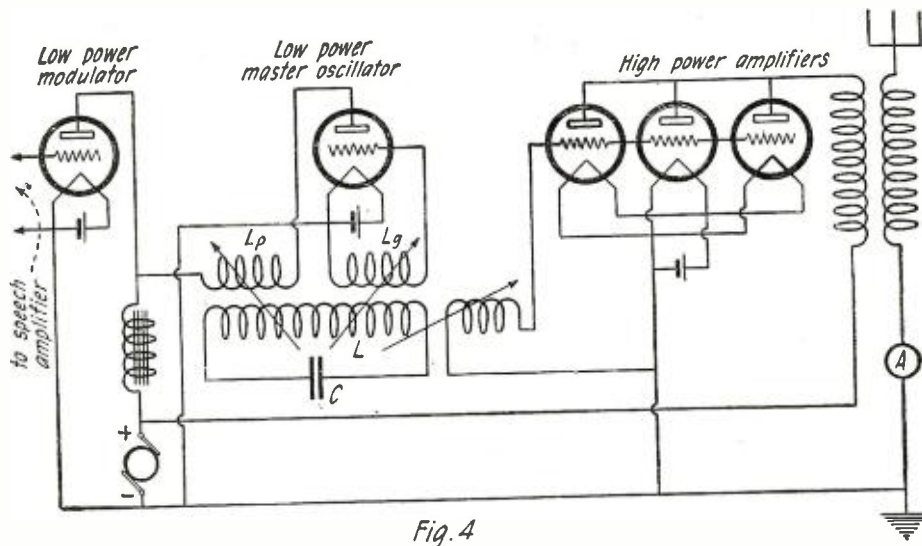 Low power
modulator
Low power
master oscillator
High power amplifiers
to speech
amplifier
Lp
Lg
L
C
A
+
-
Fig. 4